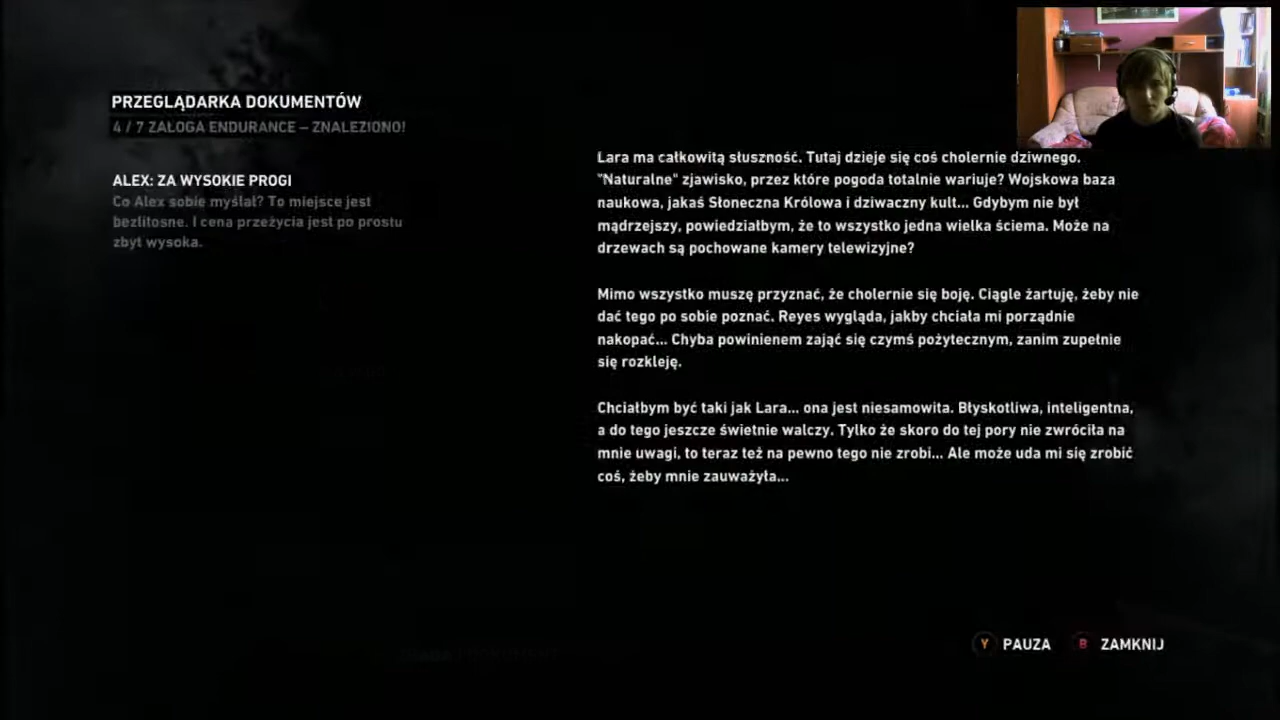 PRZEGLĄDARKA DOKUMENTÓW
4 / 7 ZAŁOGA ENDURANCE – ZNALEZIONO!
ALEX: ZA WYSOKIE PROGI
Co Alex sobie myślał? To miejsce jest
bezlitosne. I cena przeżycia jest po prostu
zbyt wysoka.
Lara ma całkowitą słuszność. Tutaj dzieje się coś cholernie dziwnego.
"Naturalne" zjawisko, przez które pogoda totalnie wariuje? Wojskowa baza
naukowa, jakaś Słoneczna Królowa i dziwaczny kult... Gdybym nie był
mądrzejszy, powiedziałbym, że to wszystko jedna wielka ściema. Może na
drzewach są pochowane kamery telewizyjne?
Mimo wszystko muszę przyznać, że cholernie się boję. Ciągle żartuję, żeby nie
dać tego po sobie poznać. Reyes wygląda, jakby chciała mi porządnie
nakopać... Chyba powinienem zająć się czymś pożytecznym, zanim zupełnie
się rozkleję.
Chciałbym być taki jak Lara... ona jest niesamowita. Błyskotliwa, inteligentna,
a do tego jeszcze świetnie walczy. Tylko że skoro do tej pory nie zwróciła na
mnie uwagi, to teraz też na pewno tego nie zrobi... Ale może uda mi się zrobić
coś, żeby mnie zauważyła...
Y PAUZA B ZAMKNIJ